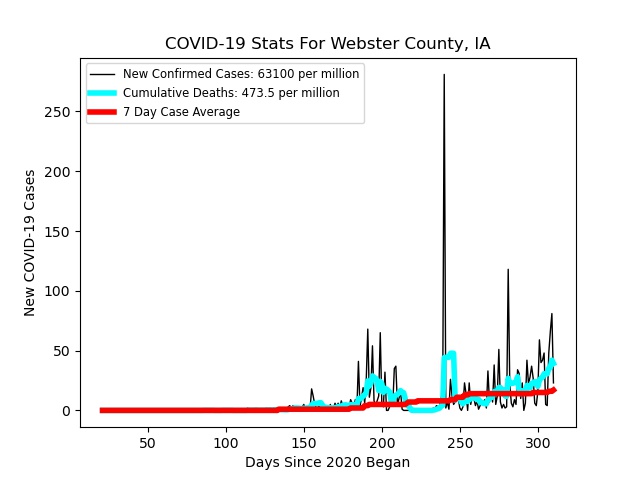 COVID-19 Stats For Webster County, IA
New Confirmed Cases: 63100 per million
Cumulative Deaths: 473.5 per million
7 Day Case Average
New COVID-19 Cases
250
200
150
100
50
0
50 100 150 200 250 300
Days Since 2020 Began